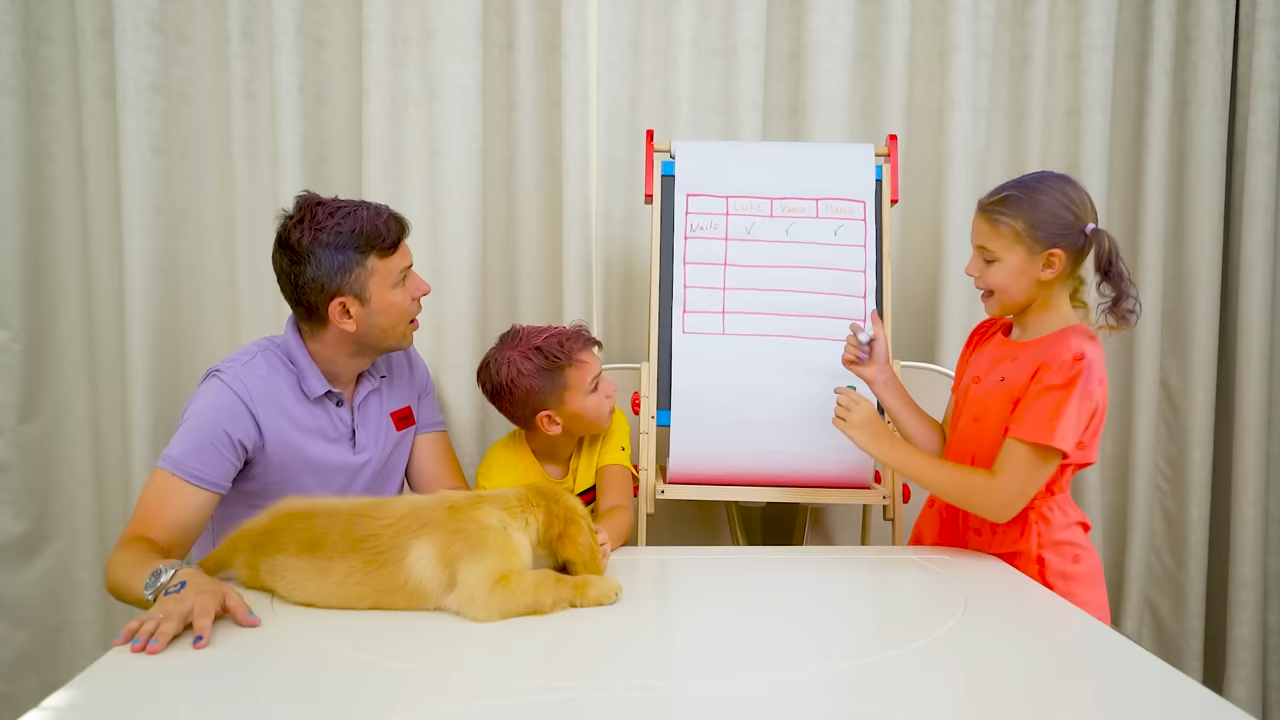 LUKE Vania Mama
Nails ✓ ✓ ✓